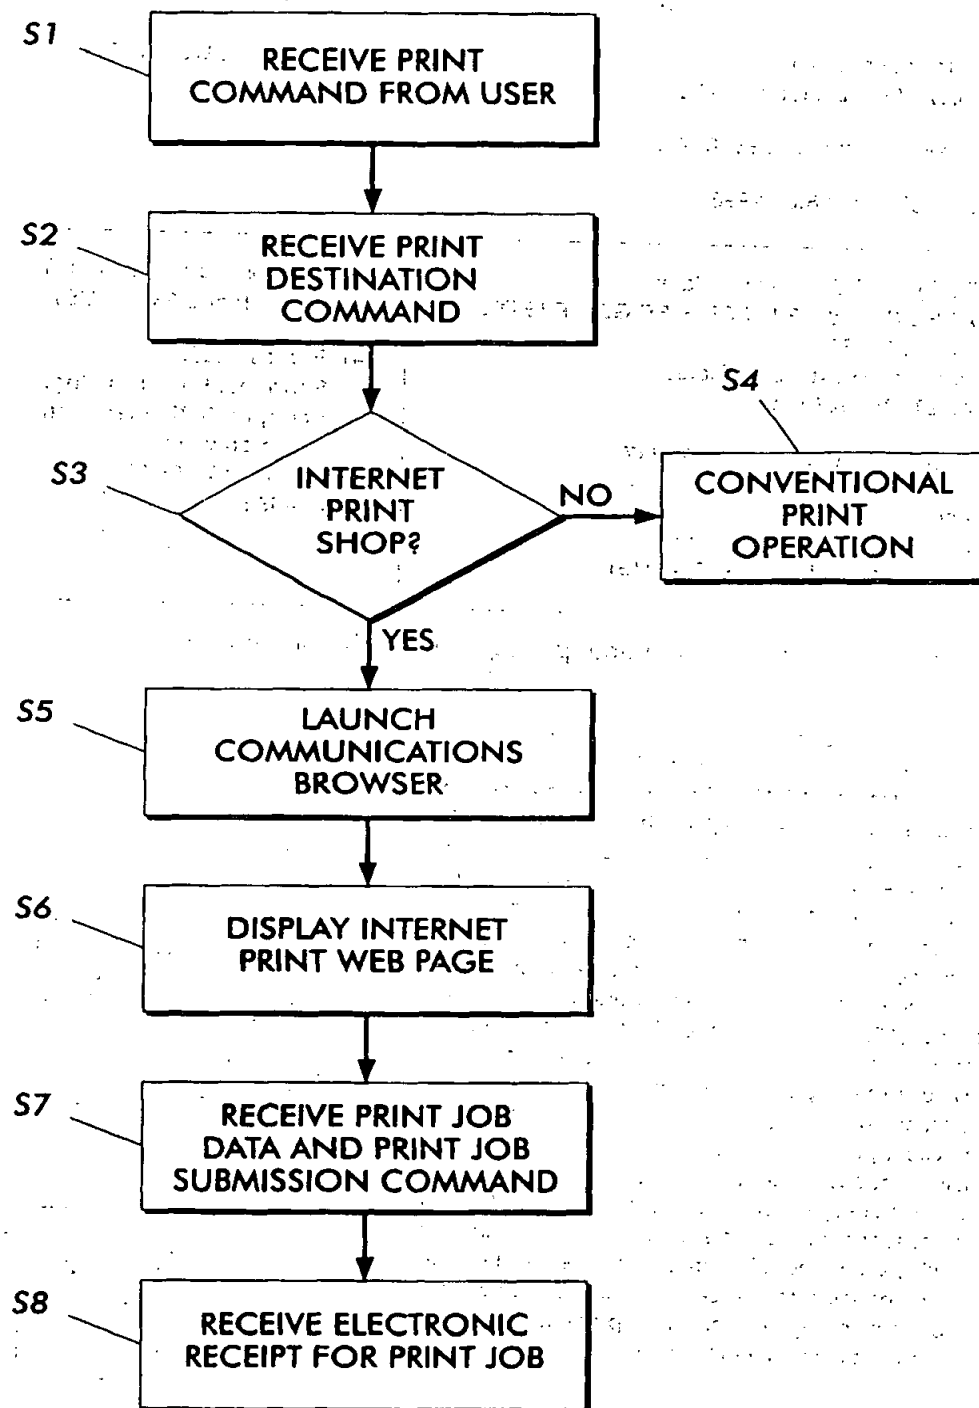 S1
RECEIVE PRINT
COMMAND FROM USER
S2
RECEIVE PRINT
DESTINATION
COMMAND
S3
INTERNET
PRINT
SHOP?
NO
S4
CONVENTIONAL
PRINT
OPERATION
YES
S5
LAUNCH
COMMUNICATIONS
BROWSER
S6
DISPLAY INTERNET
PRINT WEB PAGE
S7
RECEIVE PRINT JOB
DATA AND PRINT JOB
SUBMISSION COMMAND
S8
RECEIVE ELECTRONIC
RECEIPT FOR PRINT JOB